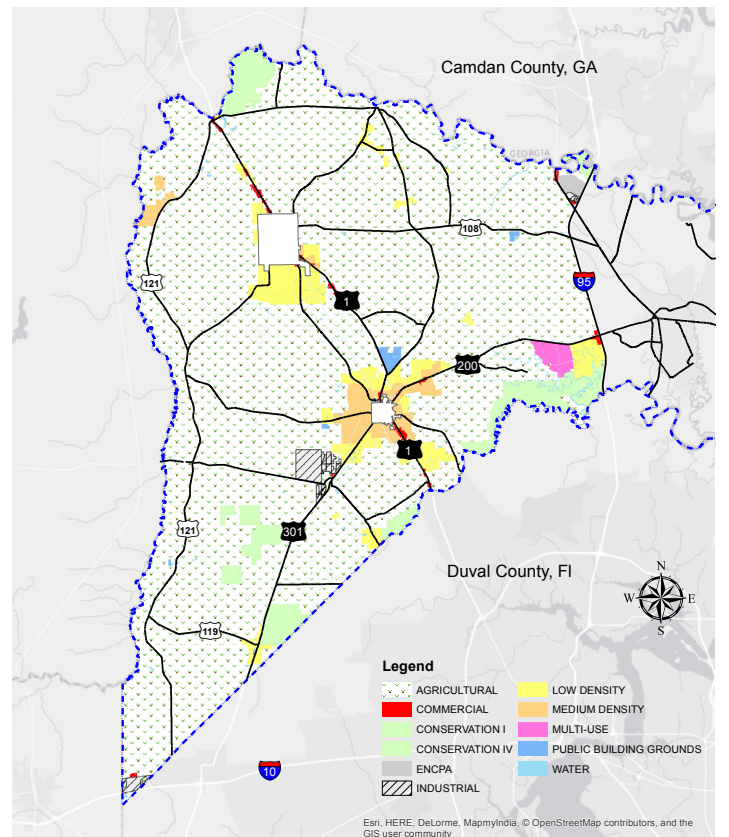 Camdan County, GA
GEORGIA
108
121
95
1
200
1
121
301
Duval County, Fl
N
W E
S
119
Legend
AGRICULTURAL
COMMERCIAL
CONSERVATION I
CONSERVATION IV
ENCPA
INDUSTRIAL
LOW DENSITY
MEDIUM DENSITY
MULTI-USE
PUBLIC BUILDING GROUNDS
WATER
10
Esri, HERE, DeLorme, MapmyIndia, © OpenStreetMap contributors, and the
GIS user community